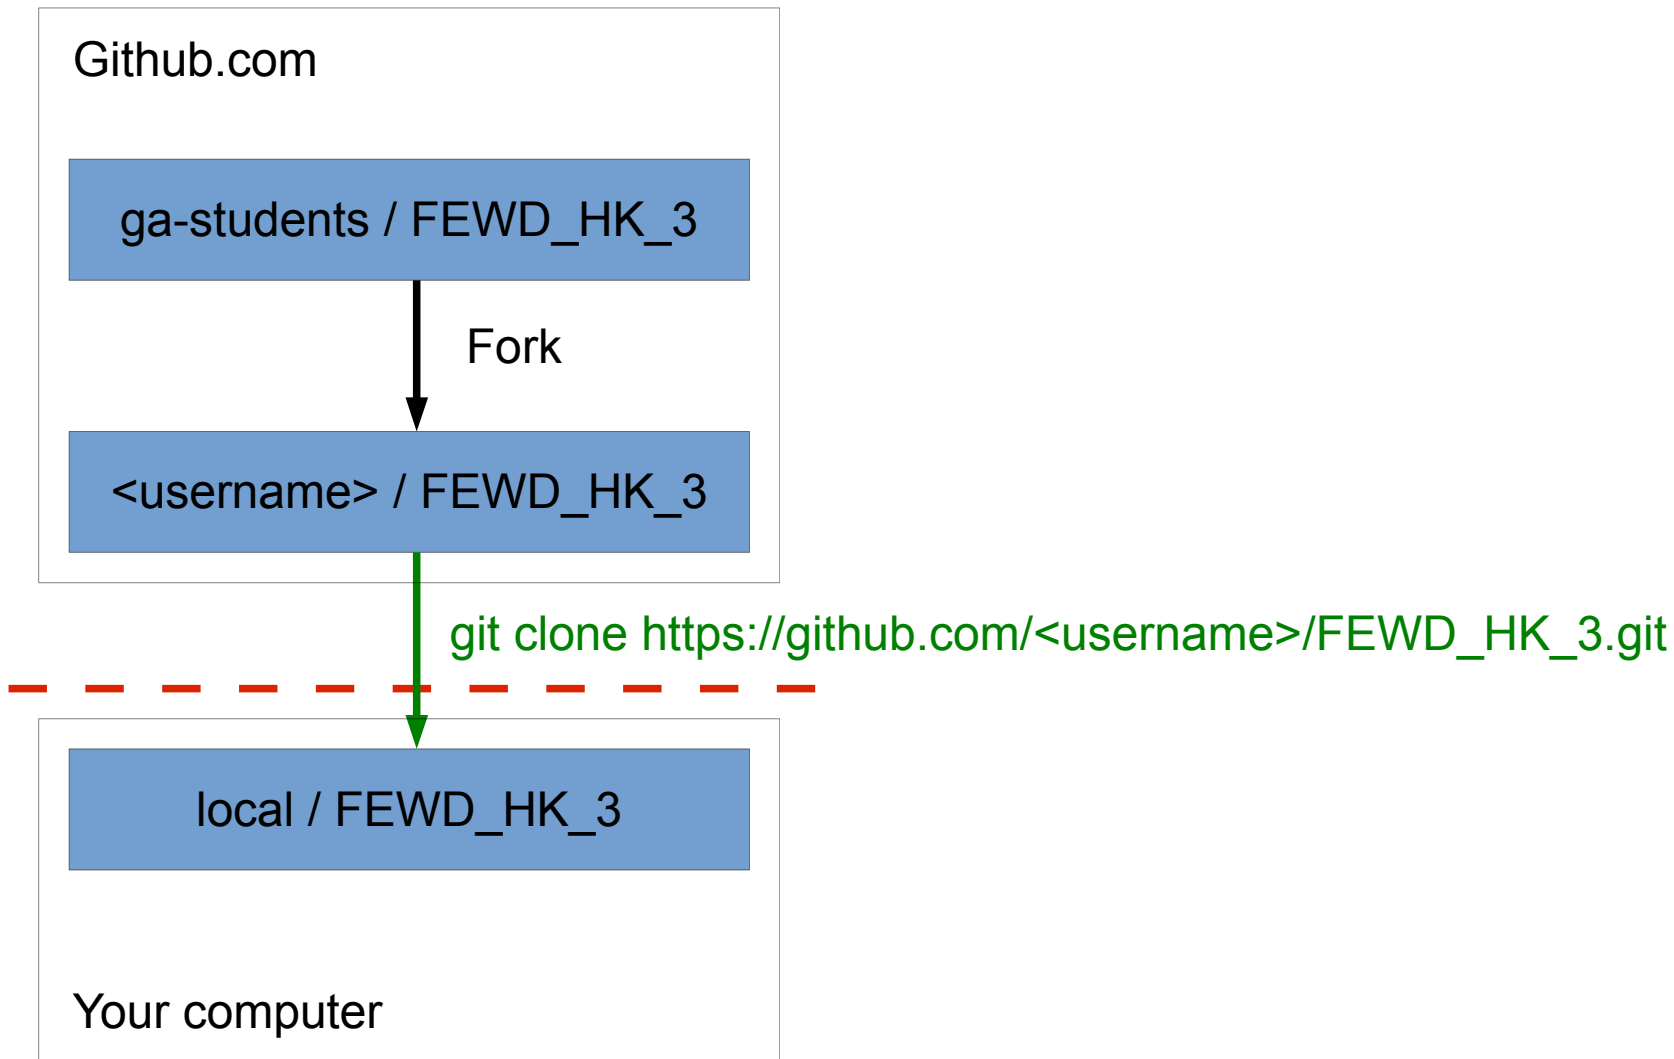 Github.com
ga-students / FEWD_HK_3
Fork
<username> / FEWD_HK_3
git clone https://github.com/<username>/FEWD_HK_3.git
local / FEWD_HK_3
Your computer